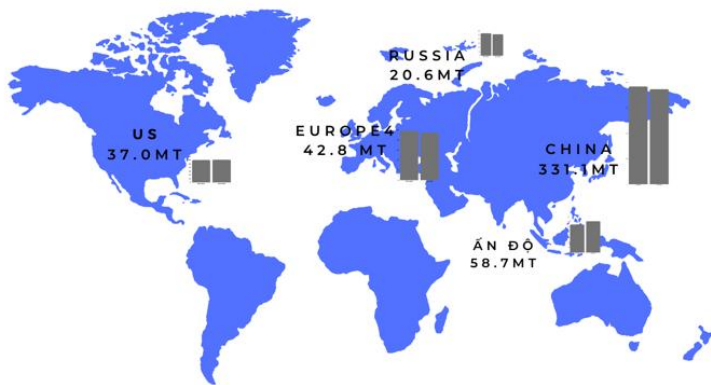 RUSSIA
20.6MT
US
37.0MT
EUROPE4
42.8 MT
CHINA
331.1MT
ẤN ĐỘ
58.7MT